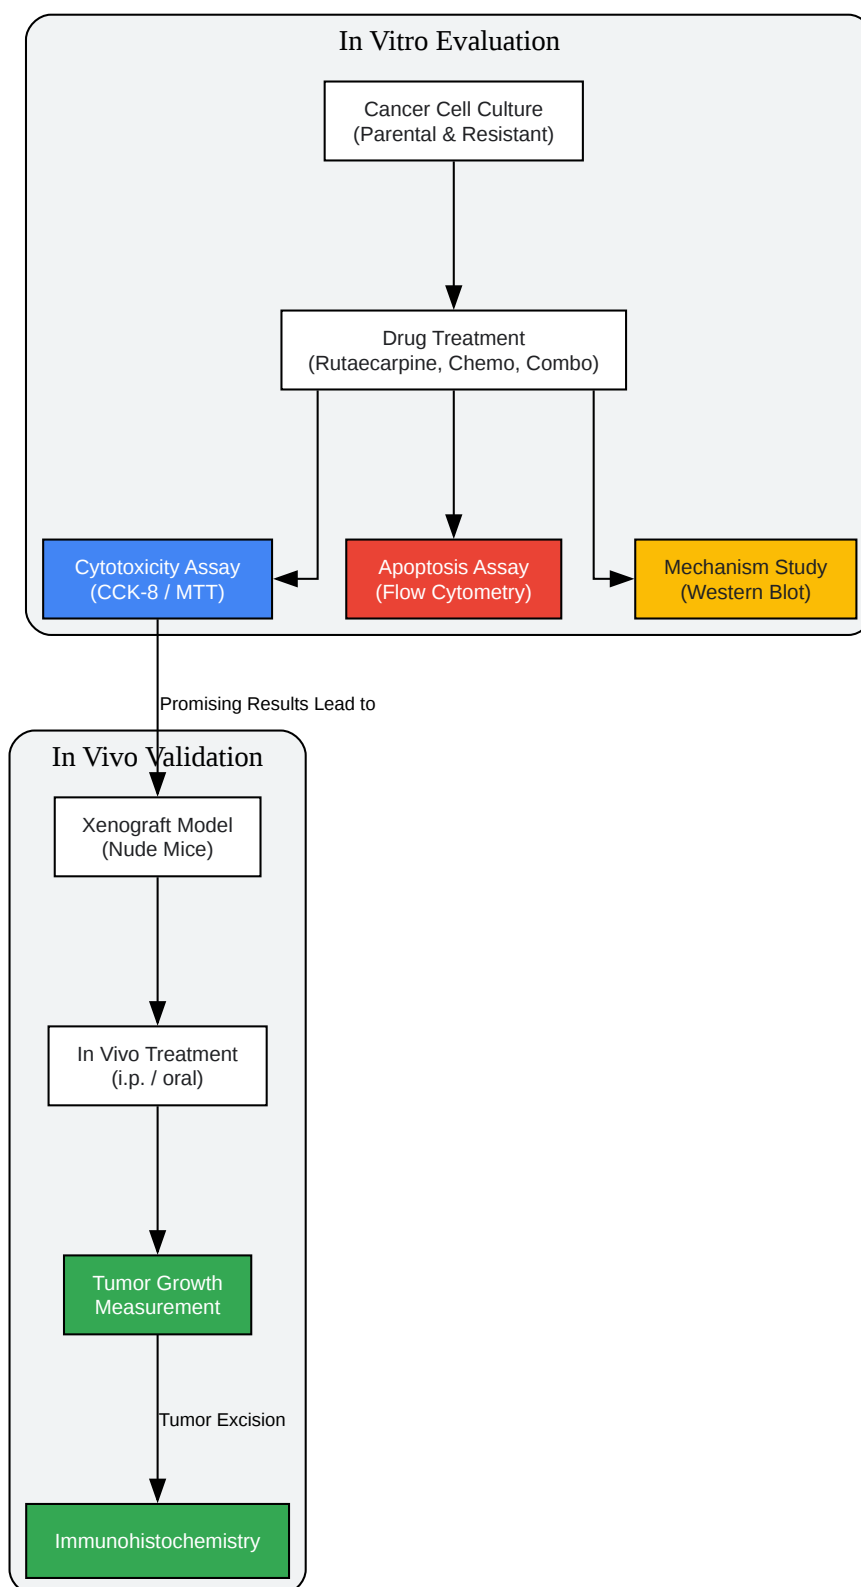 In Vitro Evaluation
Cancer Cell Culture
(Parental & Resistant)
Drug Treatment
(Rutaecarpine, Chemo, Combo)
Cytotoxicity Assay
(CCK-8 / MTT)
Apoptosis Assay
(Flow Cytometry)
Mechanism Study
(Western Blot)
Promising Results Lead to
In Vivo Validation
Xenograft Model
(Nude Mice)
In Vivo Treatment
(i.p. / oral)
Tumor Growth
Measurement
Tumor Excision
Immunohistochemistry